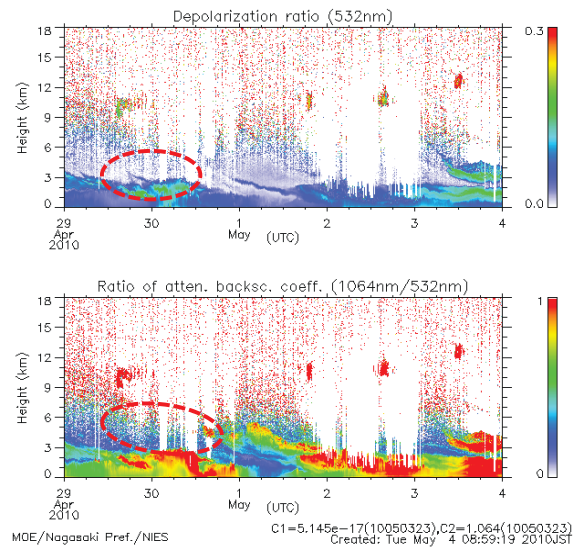 Depolarization ratio (532nm)
18
15
12
9
6
3
0
Height (km)
0.3
0.0
29 30 1 2 3 4
Apr May (UTC)
2010
Ratio of atten. backsc. coeff. (1064nm/532nm)
18
15
12
9
6
3
0
Height (km)
1
0
29 30 1 2 3 4
Apr May (UTC)
2010
C1=5.145e-17(10050323),C2=1.064(10050323)
MOE/Nagasaki Pref./NIES Created: Tue May 4 08:59:19 2010JST